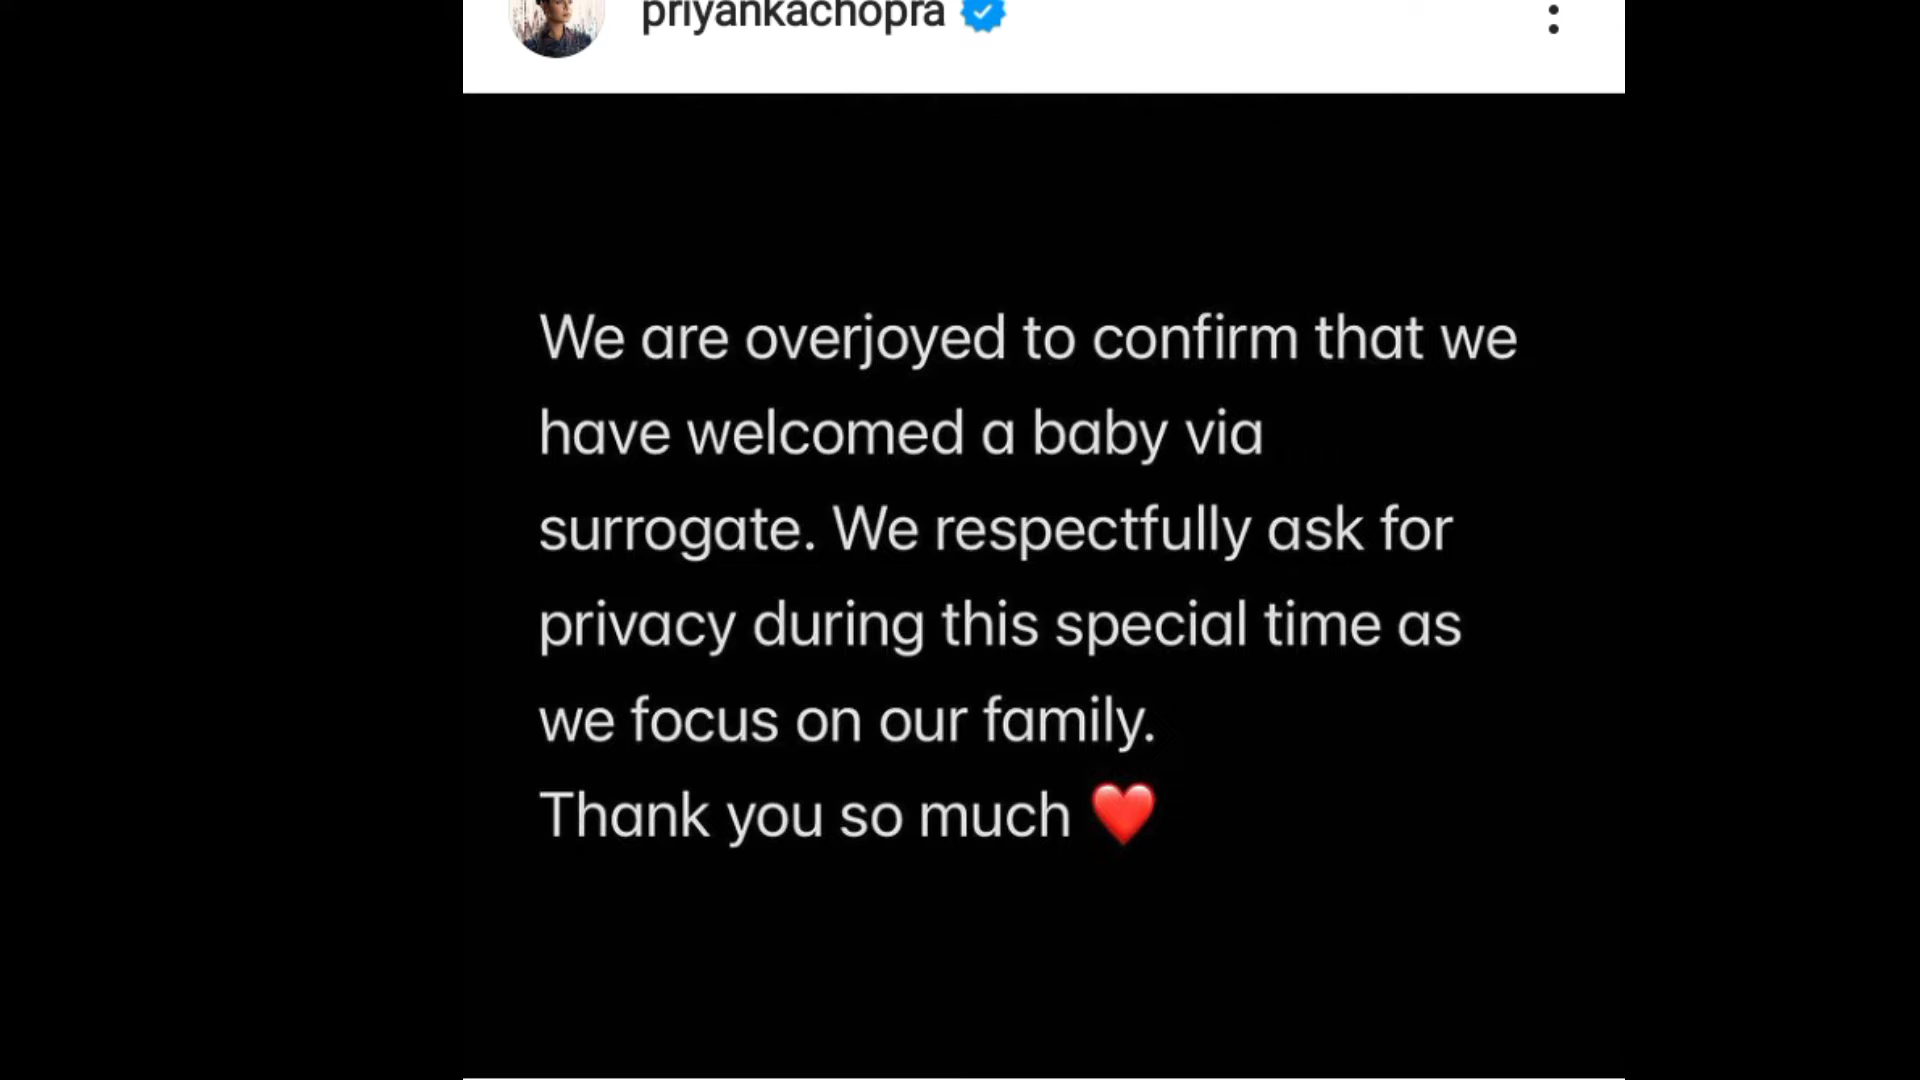 priyankachopra
We are overjoyed to confirm that we
have welcomed a baby via
surrogate. We respectfully ask for
privacy during this special time as
we focus on our family.
Thank you so much ❤️